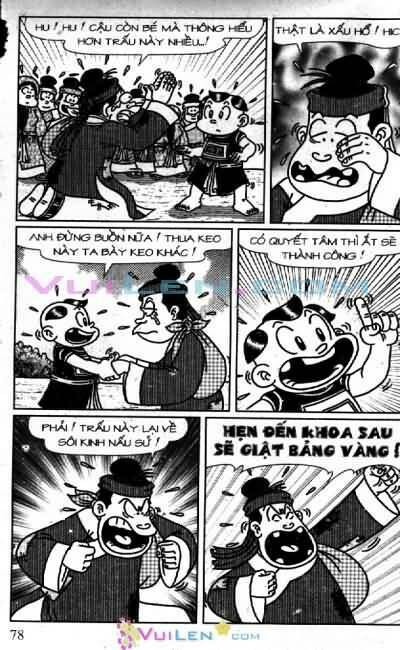 HU! HU! CẬU CÒN BÉ MÀ THÔNG HIỂU
HƠN TRẤU NÀY NHIỀU...!
THẬT LÀ XẤU HỔ! HIC
ANH ĐỪNG BUỒN NỮA! THUA KEO
NÀY TA BÀY KEO KHÁC!
CÓ QUYẾT TÂM THÌ ẮT SẼ
THÀNH CÔNG!
VUILEN.COM
PHẢI! TRẤU NÀY LẠI VỀ
SÔI KINH NẤU SỬ!
HẸN ĐẾN KHOA SAU
SẼ GIẬT BẢNG VÀNG!
78
VUILEN.COM